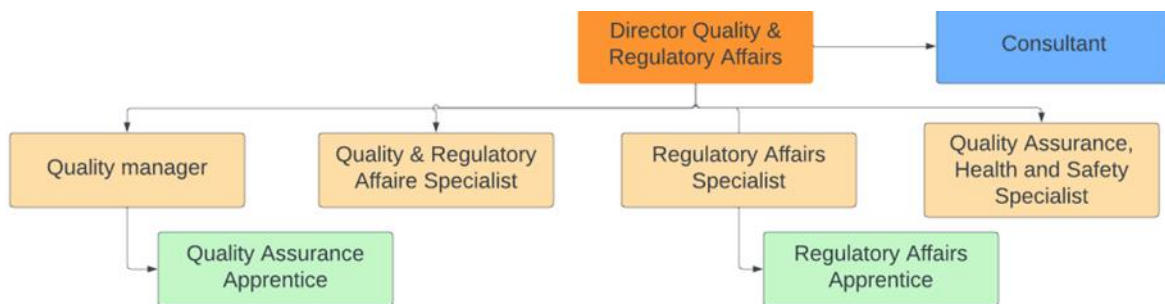 Director Quality &
Regulatory Affairs
Consultant
Quality manager
Quality & Regulatory
Affaire Specialist
Regulatory Affairs
Specialist
Quality Assurance,
Health and Safety
Specialist
Quality Assurance
Apprentice
Regulatory Affairs
Apprentice